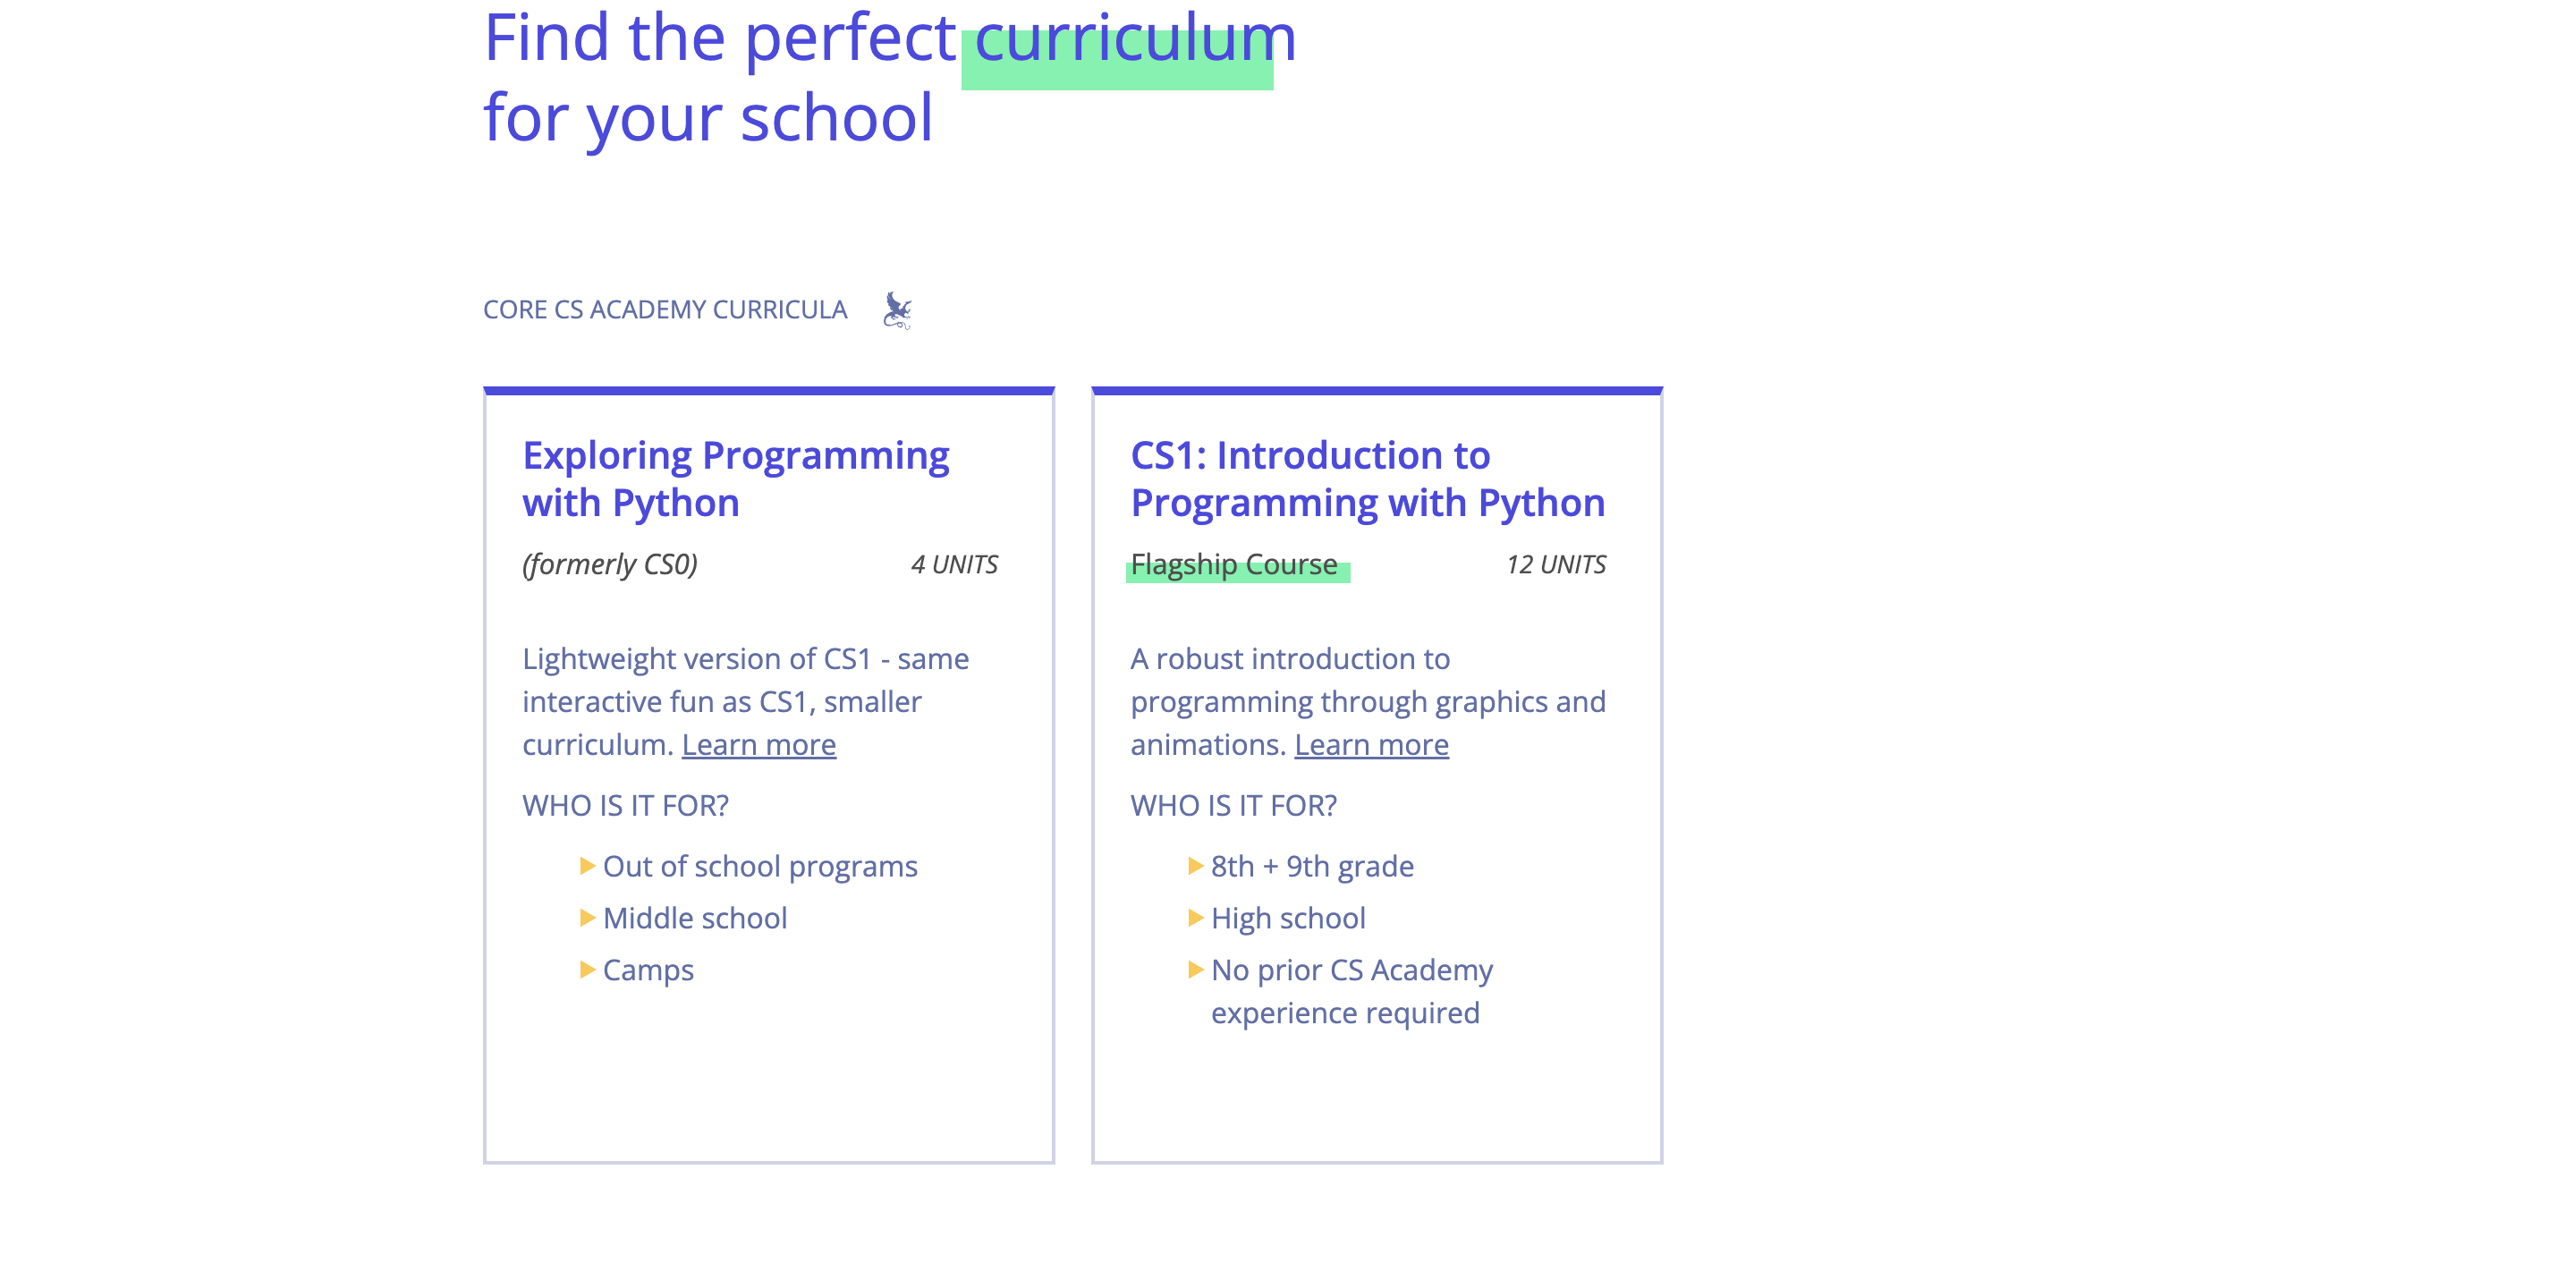 Find the perfect curriculum
for your school
CORE CS ACADEMY CURRICULA
Exploring Programming
with Python
(formerly CS0)
4 UNITS
Lightweight version of CS1 - same
interactive fun as CS1, smaller
curriculum. Learn more
WHO IS IT FOR?
Out of school programs
Middle school
Camps
CS1: Introduction to
Programming with Python
Flagship Course
12 UNITS
A robust introduction to
programming through graphics and
animations. Learn more
WHO IS IT FOR?
8th + 9th grade
High school
No prior CS Academy
experience required